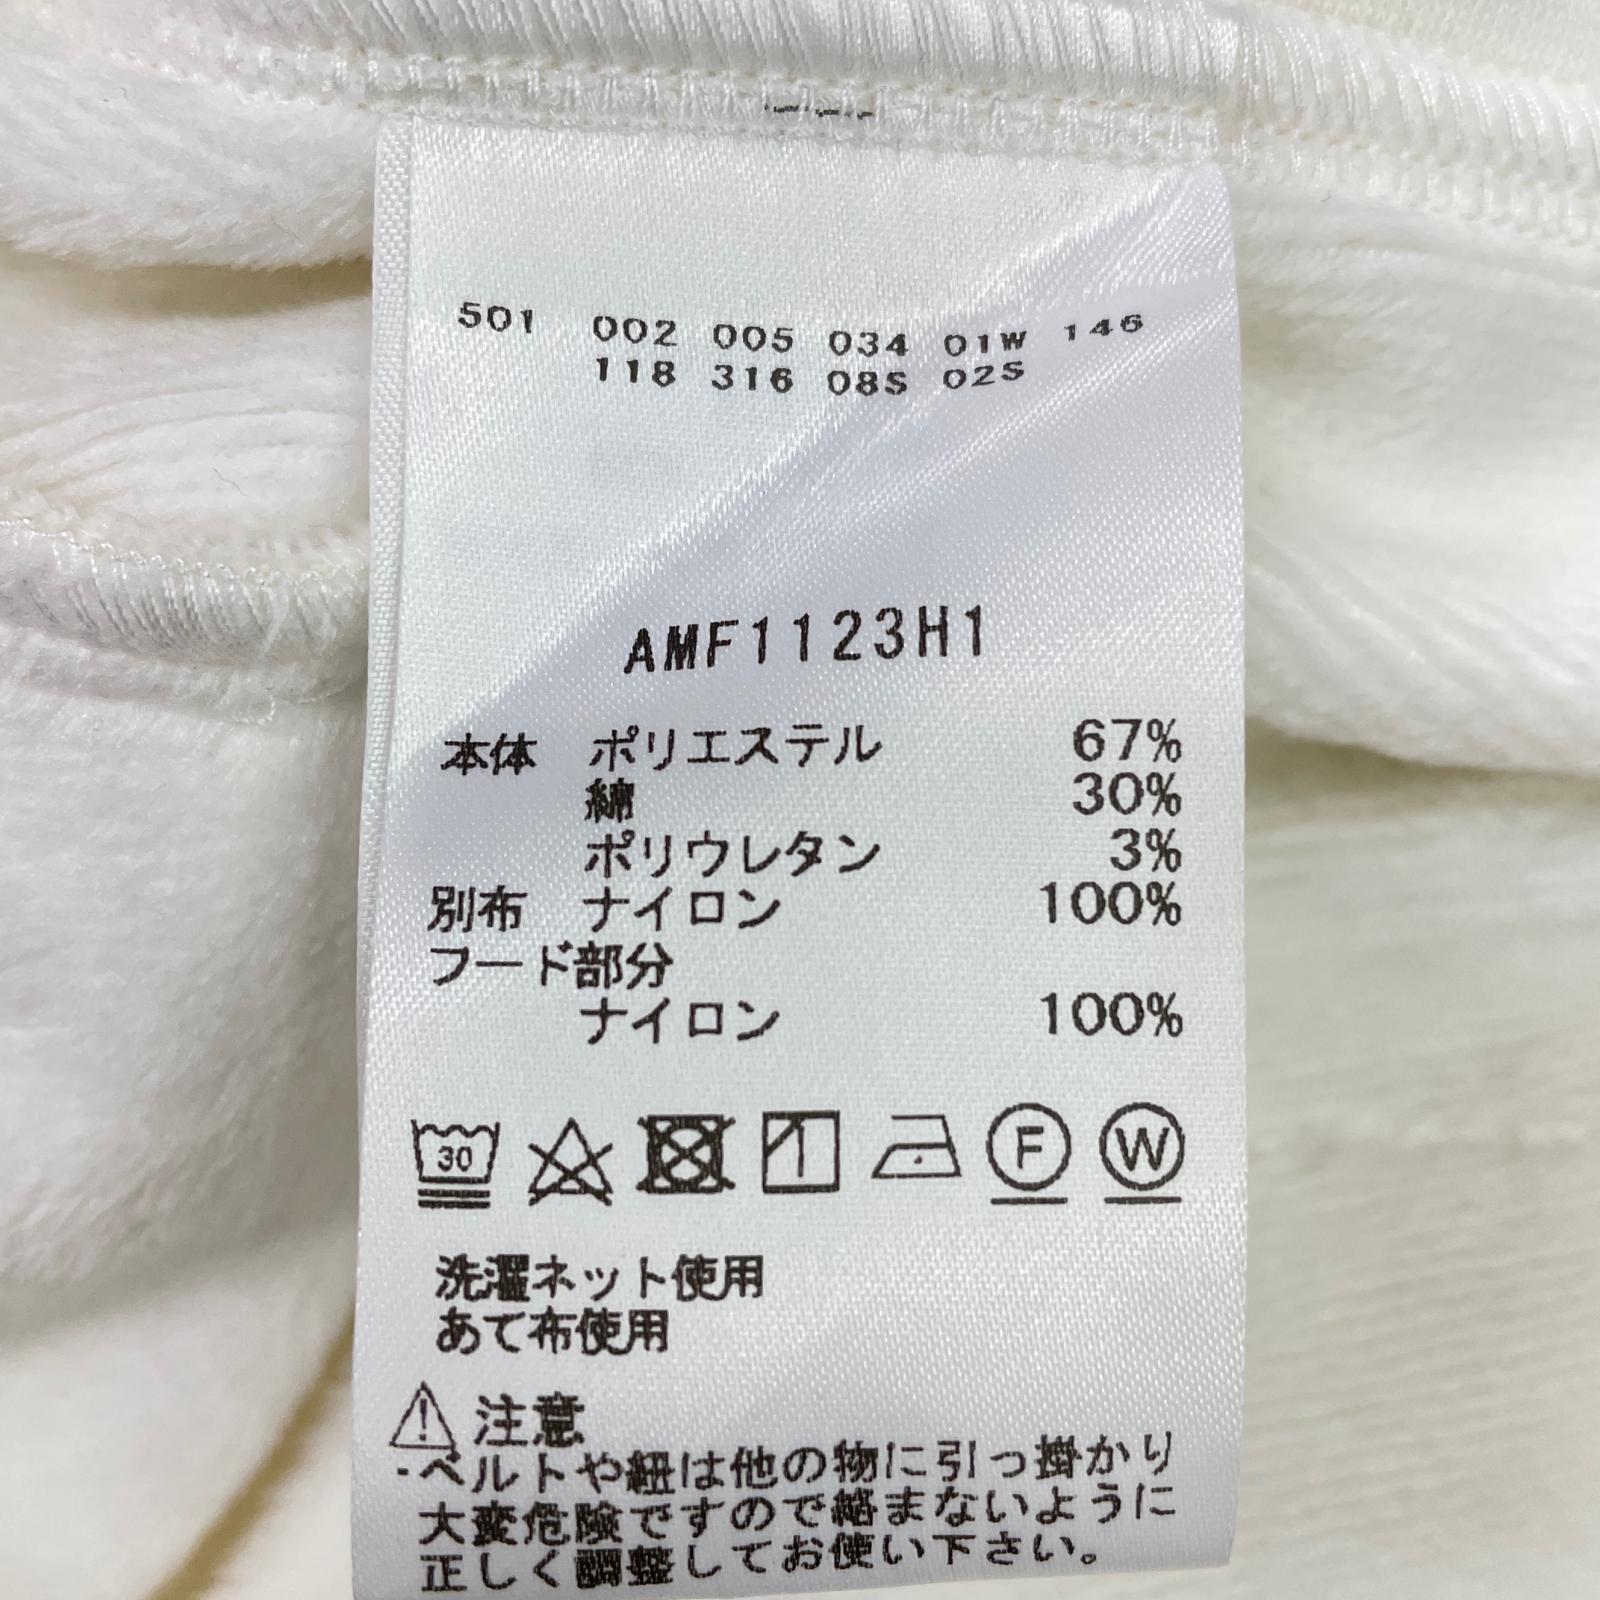 501 002 005 034 01W 146
118 316 08S 02S
AMF1123H1
本体 ポリエステル 67%
綿 30%
ポリウレタン 3%
別布 ナイロン 100%
フード部分
ナイロン 100%
30 F W
洗濯ネット使用
あて布使用
注意
・ベルトや紐は他の物に引っ掛かり
大変危険ですので絡まないように
正しく調整してお使い下さい。